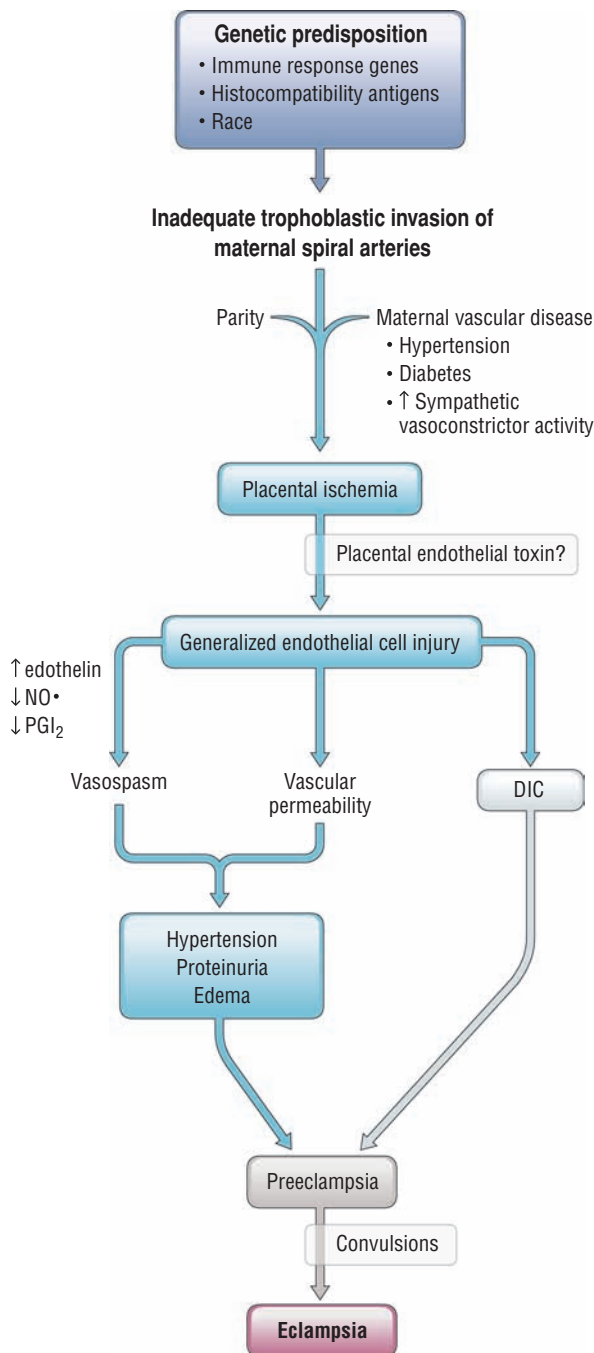 Genetic predisposition
• Immune response genes
• Histocompatibility antigens
• Race
Inadequate trophoblastic invasion of
maternal spiral arteries
Parity
Maternal vascular disease
• Hypertension
• Diabetes
• ↑ Sympathetic
vasoconstrictor activity
Placental ischemia
Placental endothelial toxin?
Generalized endothelial cell injury
↑ edothelin
↓ NO•
↓ PGI₂
Vasospasm
Vascular
permeability
DIC
Hypertension
Proteinuria
Edema
Preeclampsia
Convulsions
Eclampsia